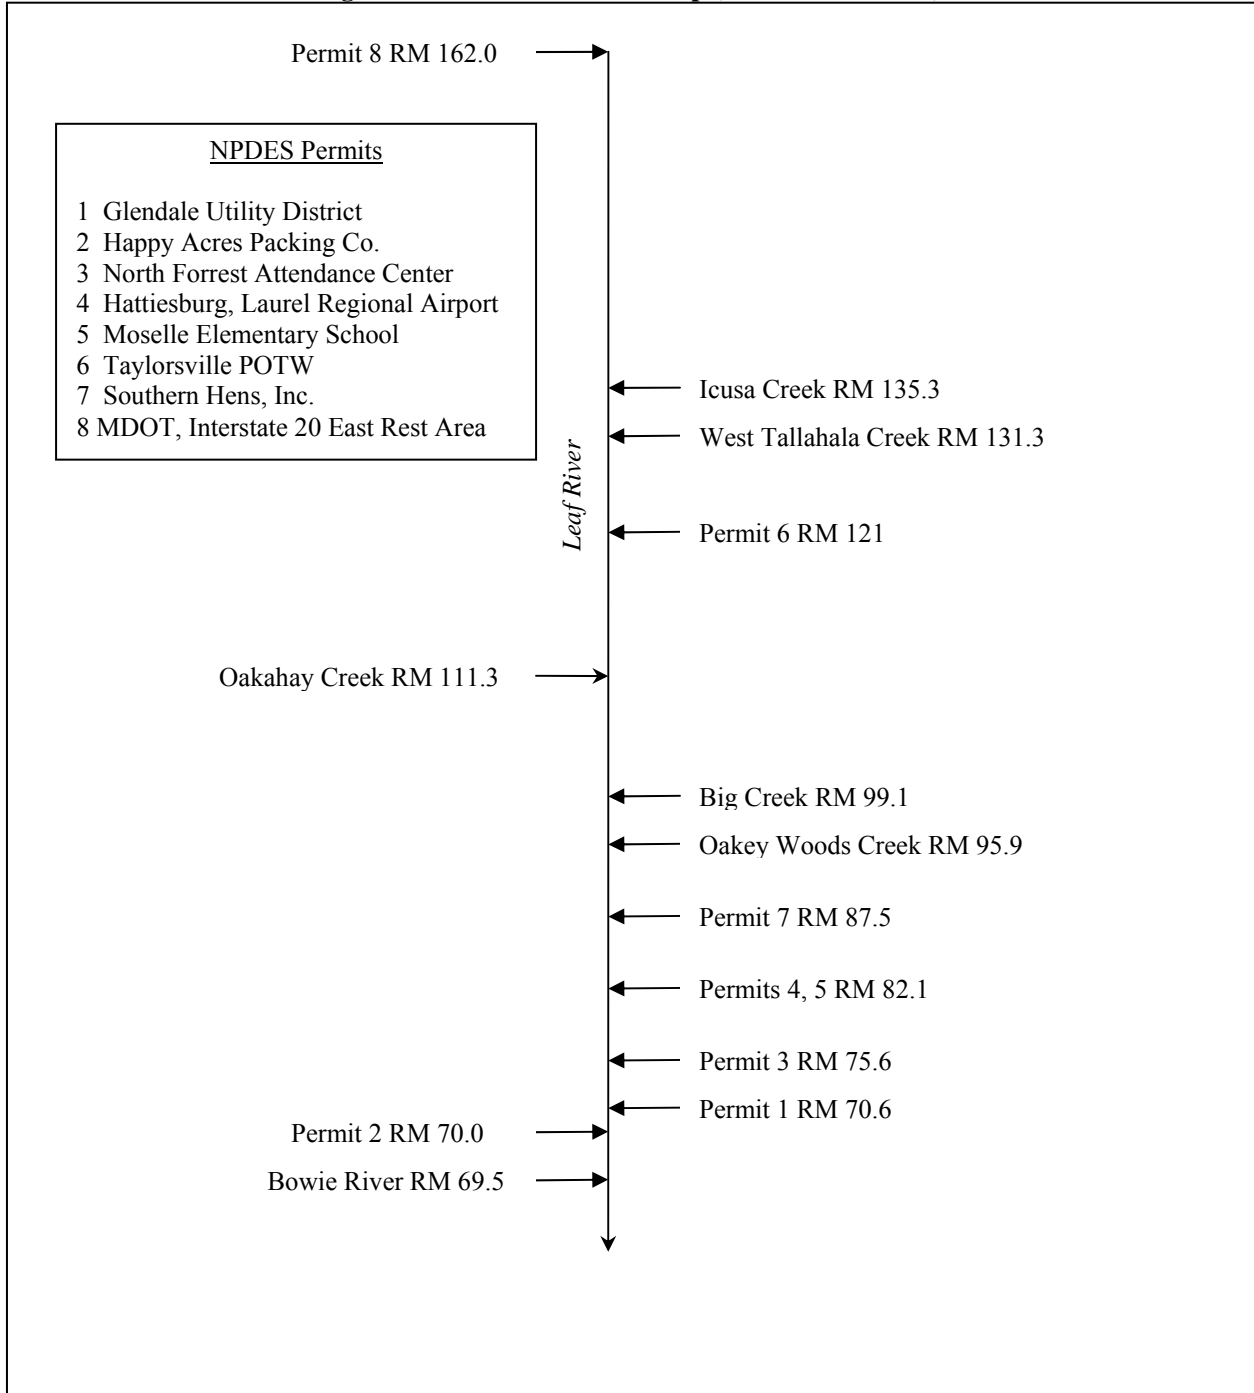 Permit 8 RM 162.0
NPDES Permits
1 Glendale Utility District
2 Happy Acres Packing Co.
3 North Forrest Attendance Center
4 Hattiesburg, Laurel Regional Airport
5 Moselle Elementary School
6 Taylorsville POTW
7 Southern Hens, Inc.
8 MDOT, Interstate 20 East Rest Area
Icusa Creek RM 135.3
West Tallahala Creek RM 131.3
Leaf River
Permit 6 RM 121
Oakahay Creek RM 111.3
Big Creek RM 99.1
Oakey Woods Creek RM 95.9
Permit 7 RM 87.5
Permits 4, 5 RM 82.1
Permit 3 RM 75.6
Permit 1 RM 70.6
Permit 2 RM 70.0
Bowie River RM 69.5